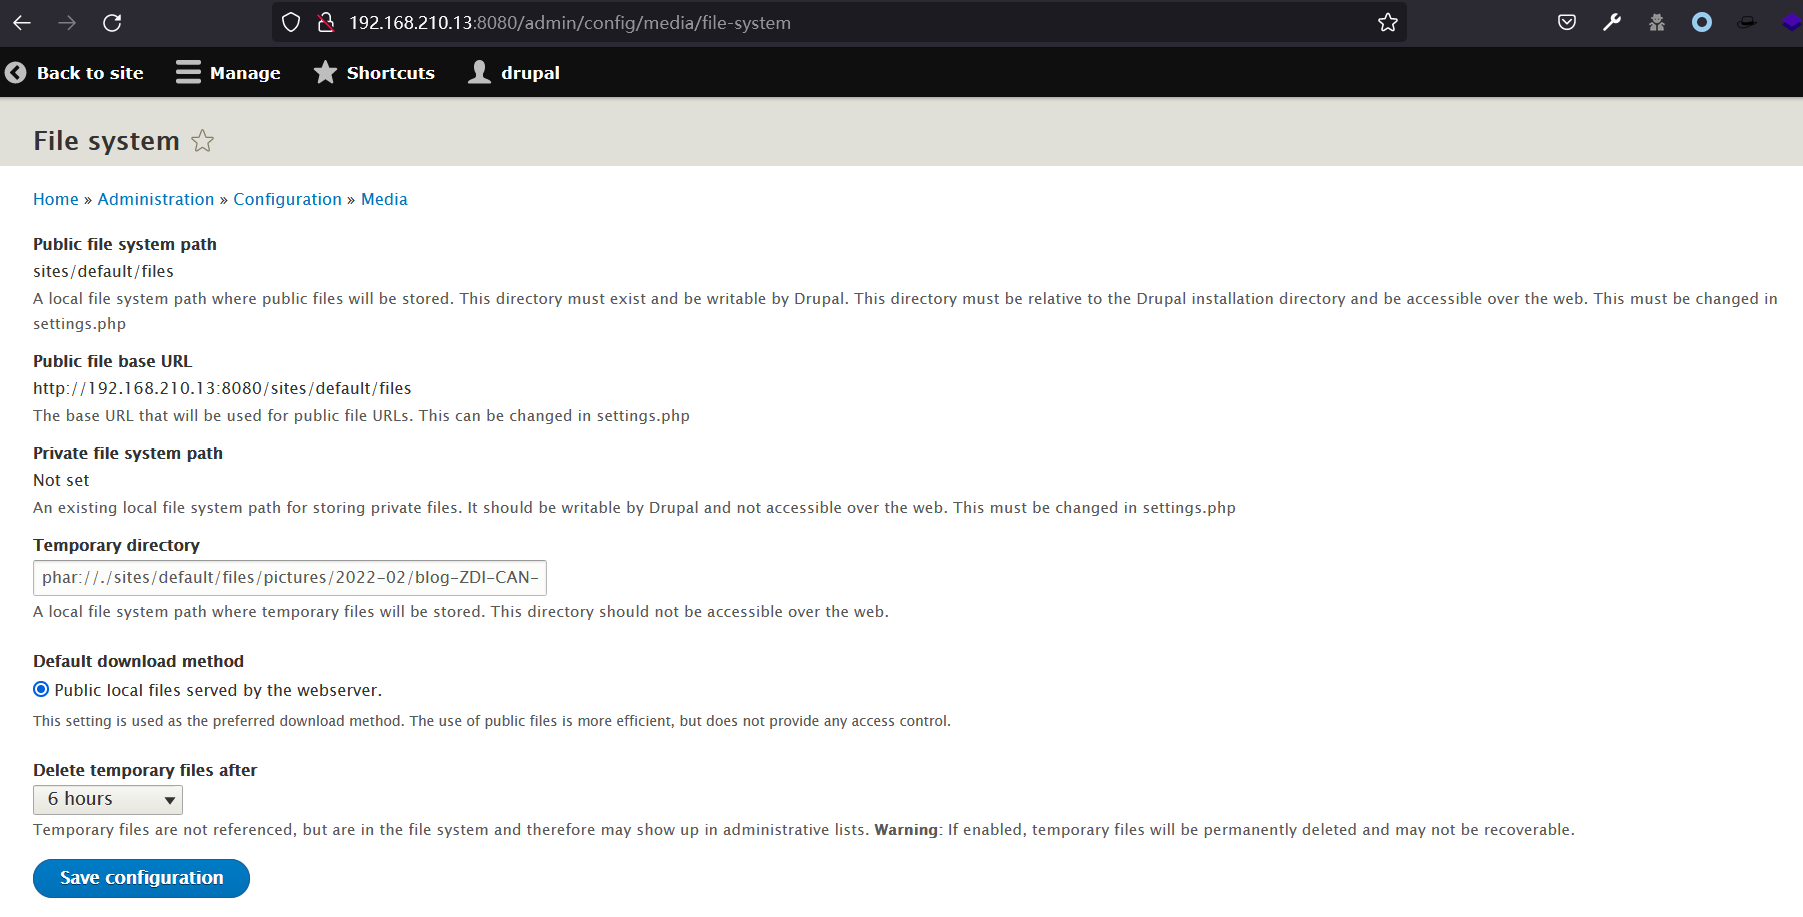 192.168.210.13:8080/admin/config/media/file-system
Back to site Manage Shortcuts drupal
File system
Home » Administration » Configuration » Media
Public file system path
sites/default/files
A local file system path where public files will be stored. This directory must exist and be writable by Drupal. This directory must be relative to the Drupal installation directory and be accessible over the web. This must be changed in
settings.php
Public file base URL
http://192.168.210.13:8080/sites/default/files
The base URL that will be used for public file URLs. This can be changed in settings.php
Private file system path
Not set
An existing local file system path for storing private files. It should be writable by Drupal and not accessible over the web. This must be changed in settings.php
Temporary directory
phar://./sites/default/files/pictures/2022-02/blog-ZDI-CAN-
A local file system path where temporary files will be stored. This directory should not be accessible over the web.
Default download method
Public local files served by the webserver.
This setting is used as the preferred download method. The use of public files is more efficient, but does not provide any access control.
Delete temporary files after
6 hours
Temporary files are not referenced, but are in the file system and therefore may show up in administrative lists. Warning: If enabled, temporary files will be permanently deleted and may not be recoverable.
Save configuration